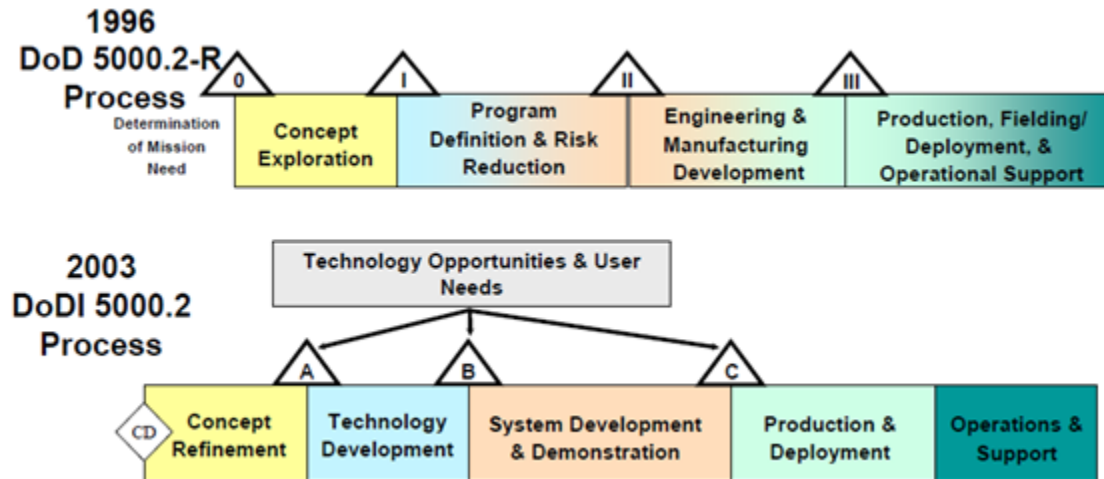 1996
DoD 5000.2-R
Process
Determination
of Mission
Need
0
I
II
III
Concept
Exploration
Program
Definition & Risk
Reduction
Engineering &
Manufacturing
Development
Production, Fielding/
Deployment, &
Operational Support
2003
DoDI 5000.2
Process
Technology Opportunities & User
Needs
A
B
C
CD
Concept
Refinement
Technology
Development
System Development
& Demonstration
Production &
Deployment
Operations &
Support